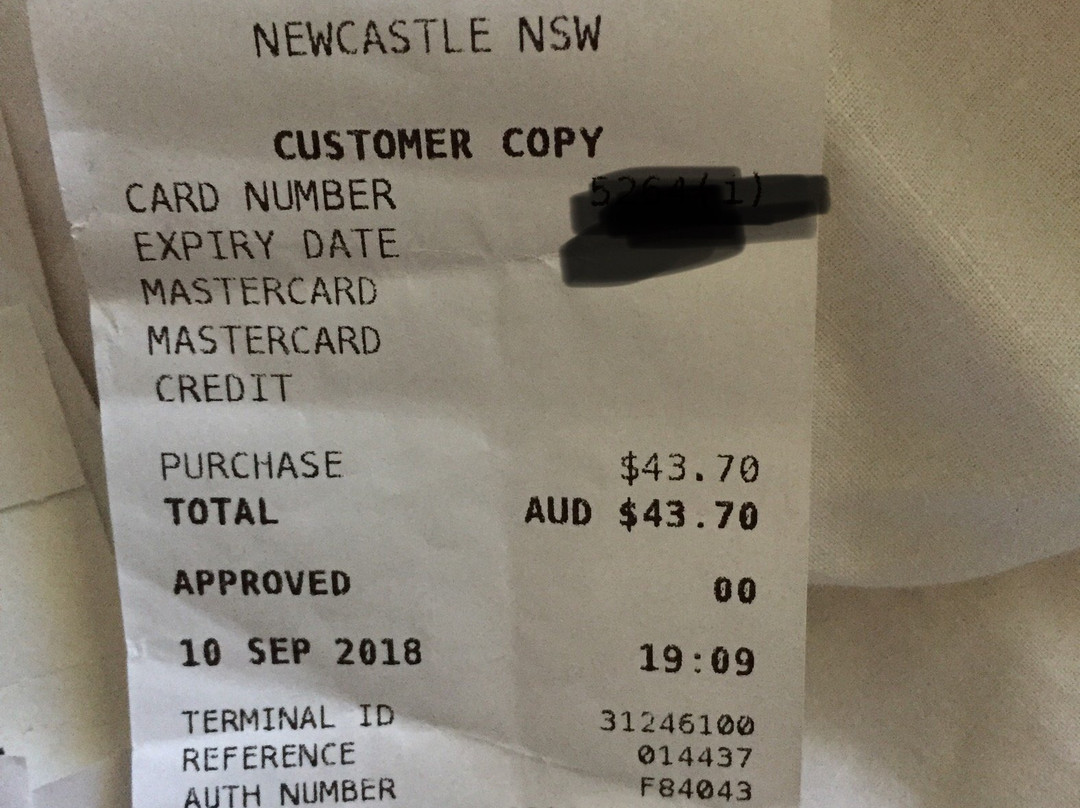 NEWCASTLE NSW
CUSTOMER COPY
CARD NUMBER
EXPIRY DATE
MASTERCARD
MASTERCARD
CREDIT
PURCHASE $43.70
TOTAL AUD $43.70
APPROVED 00
10 SEP 2018 19:09
TERMINAL ID 31246100
REFERENCE 014437
AUTH NUMBER F84043